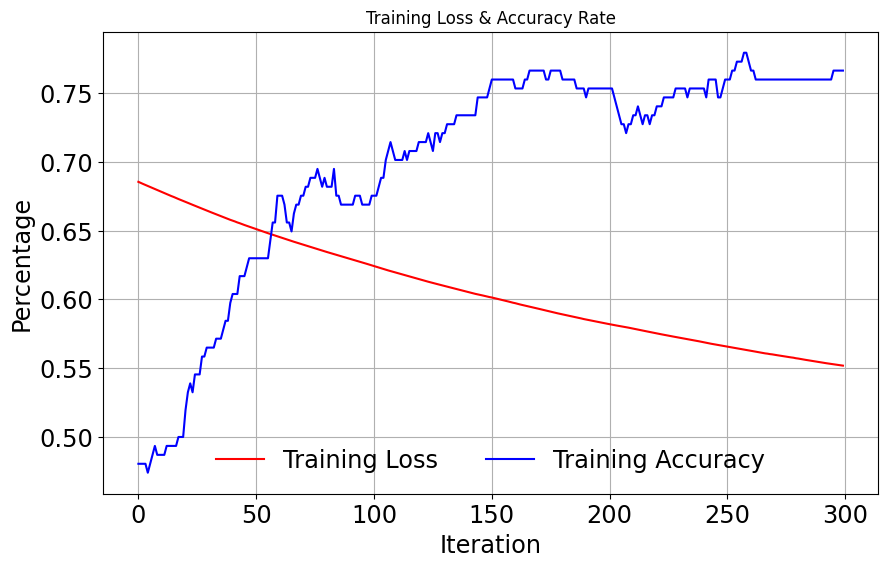 Training Loss & Accuracy Rate
Percentage
0.75
0.70
0.65
0.60
0.55
0.50
Training Loss Training Accuracy
0 50 100 150 200 250 300
Iteration